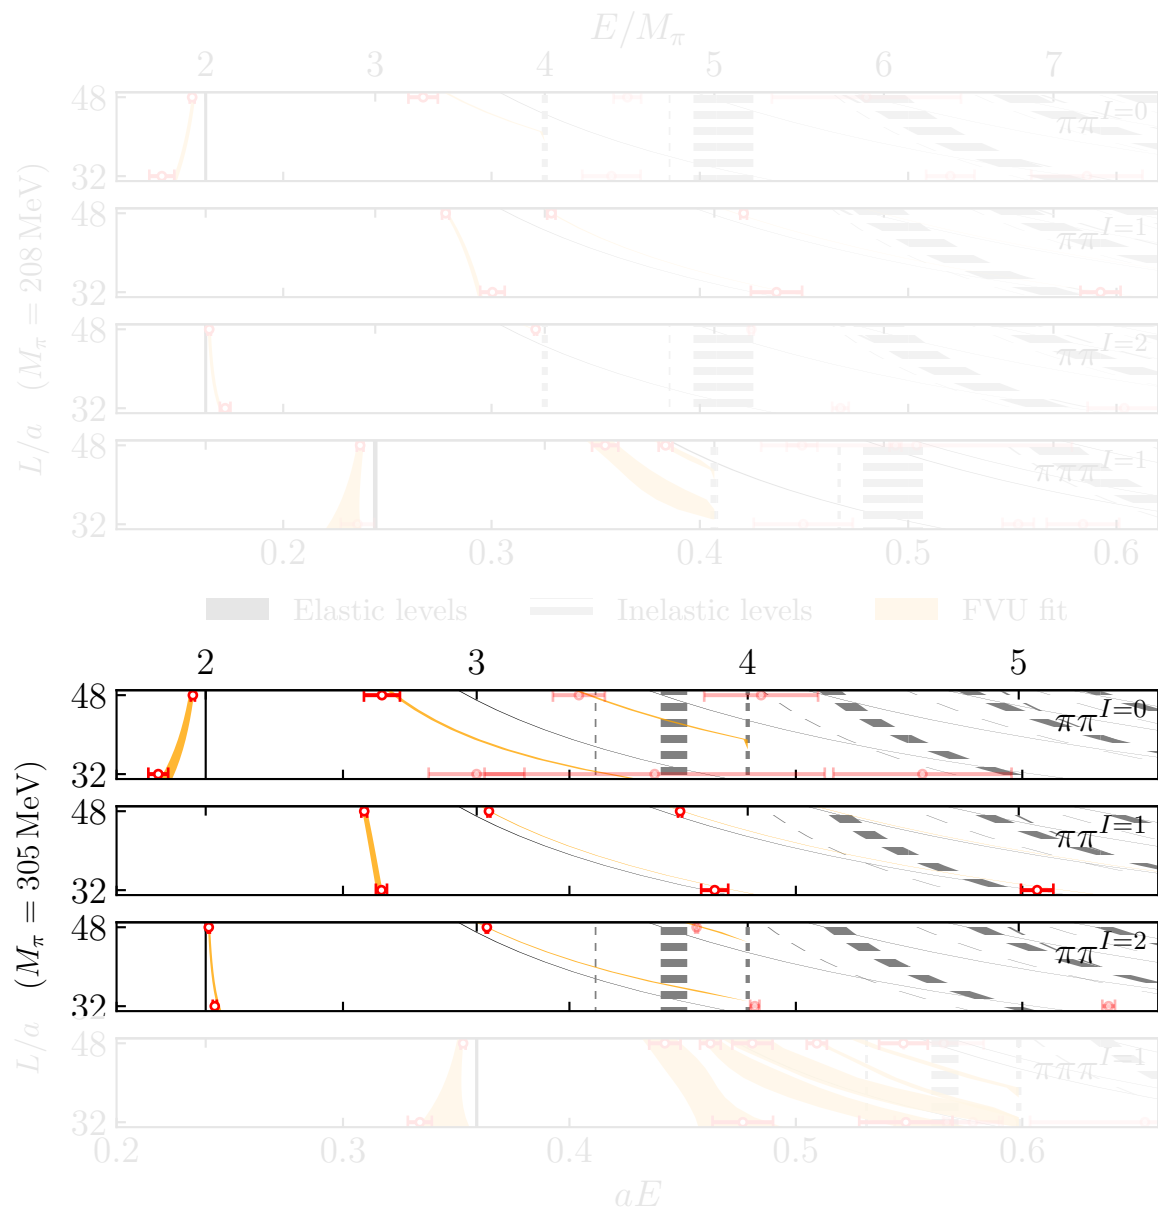 E/M_π
2 3 4 5 6 7
48 ππ^{I=0}
32
48 ππ^{I=1}
32
48 ππ^{I=2}
32
48 πππ^{I=1}
32
0.2 0.3 0.4 0.5 0.6
L/a (M_π = 208 MeV)
Elastic levels Inelastic levels FVU fit
2 3 4 5
48 ππ^{I=0}
32
48 ππ^{I=1}
32
48 ππ^{I=2}
32
48 πππ^{I=1}
32
0.2 0.3 0.4 0.5 0.6
L/a (M_π = 305 MeV)
aE